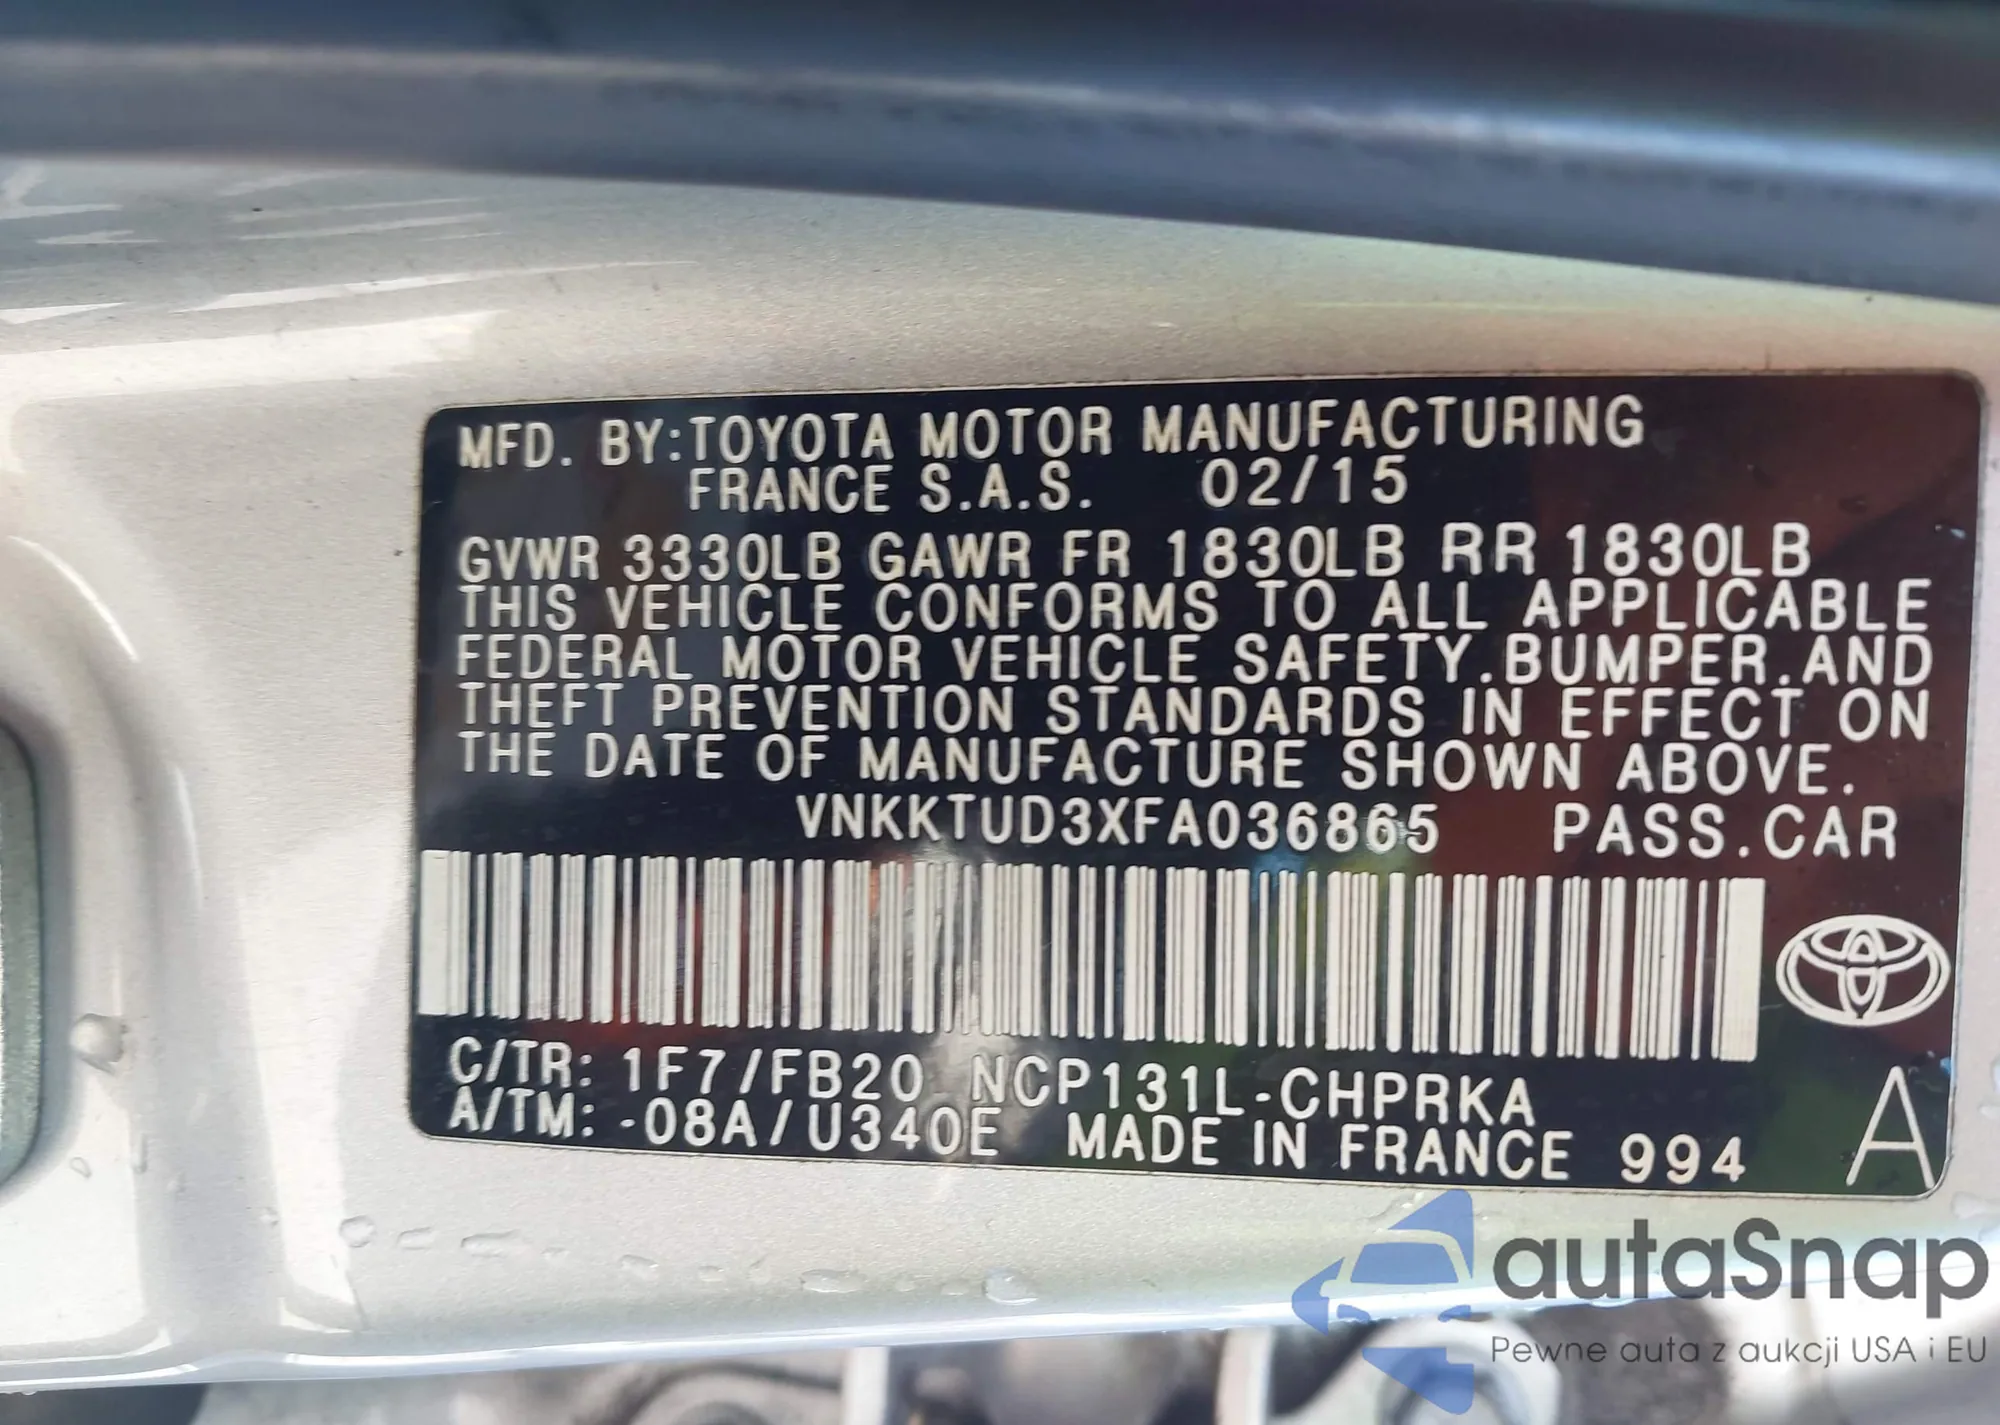 MFD. BY:TOYOTA MOTOR MANUFACTURING
FRANCE S.A.S. 02/15
GVWR 3330LB GAWR FR 1830LB RR 1830LB
THIS VEHICLE CONFORMS TO ALL APPLICABLE
FEDERAL MOTOR VEHICLE SAFETY.BUMPER.AND
THEFT PREVENTION STANDARDS IN EFFECT ON
THE DATE OF MANUFACTURE SHOWN ABOVE.
VNKKTUD3XFA036865 PASS.CAR
C/TR: 1F7/FB20 NCP131L-CHPRKA
A/TM: -08A/U340E MADE IN FRANCE 994 A
autaSnap
Pewne auta z aukcji USA i EU